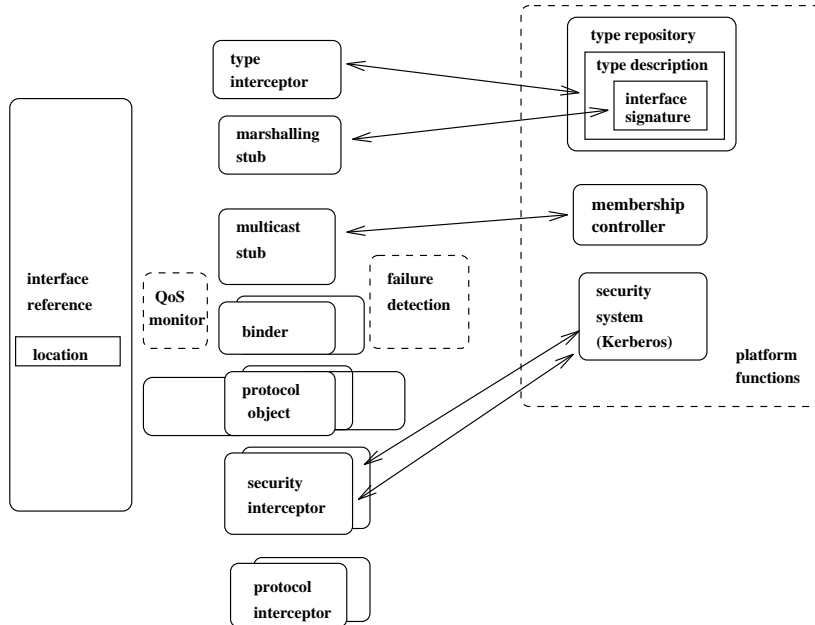 type
interceptor
marshalling
stub
multicast
stub
binder
protocol
object
security
interceptor
protocol
interceptor
interface
reference
location
QoS
monitor
failure
detection
type repository
type description
interface
signature
membership
controller
security
system
(Kerberos)
platform
functions